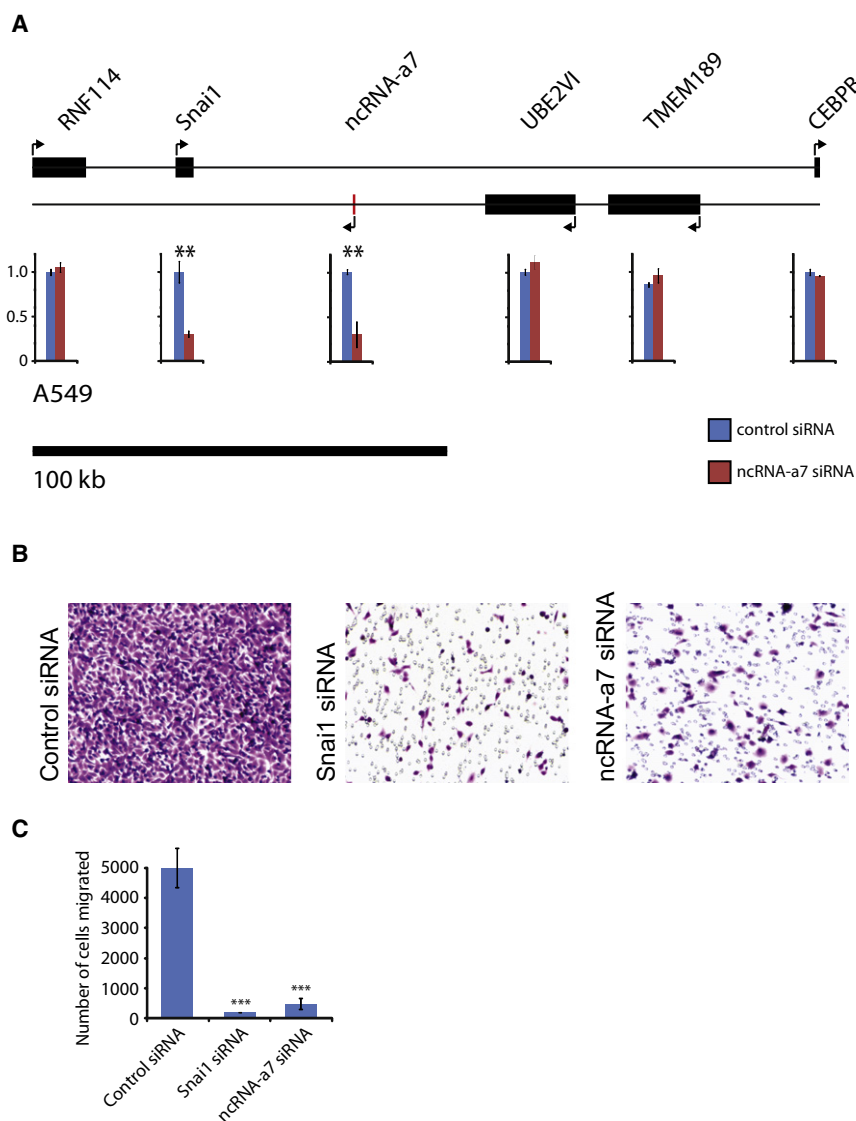 A
RNF114
Snai1
ncRNA-a7
UBE2VI
TMEM189
CEBPR
**
**
1.0
0.5
0
A549
control siRNA
ncRNA-a7 siRNA
100 kb
B
Control siRNA
Snai1 siRNA
ncRNA-a7 siRNA
C
Number of cells migrated
5000
4000
3000
2000
1000
0
***
***
Control siRNA
Snai1 siRNA
ncRNA-a7 siRNA